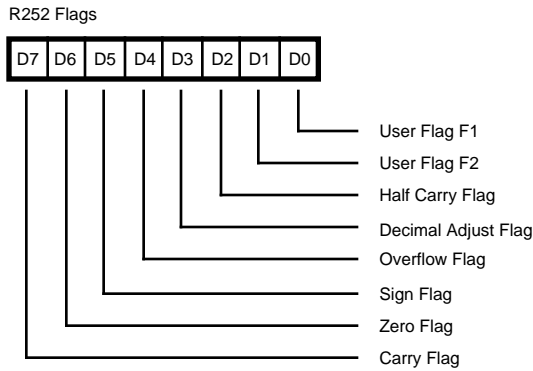 R252 Flags
D7 D6 D5 D4 D3 D2 D1 D0
User Flag F1
User Flag F2
Half Carry Flag
Decimal Adjust Flag
Overflow Flag
Sign Flag
Zero Flag
Carry Flag